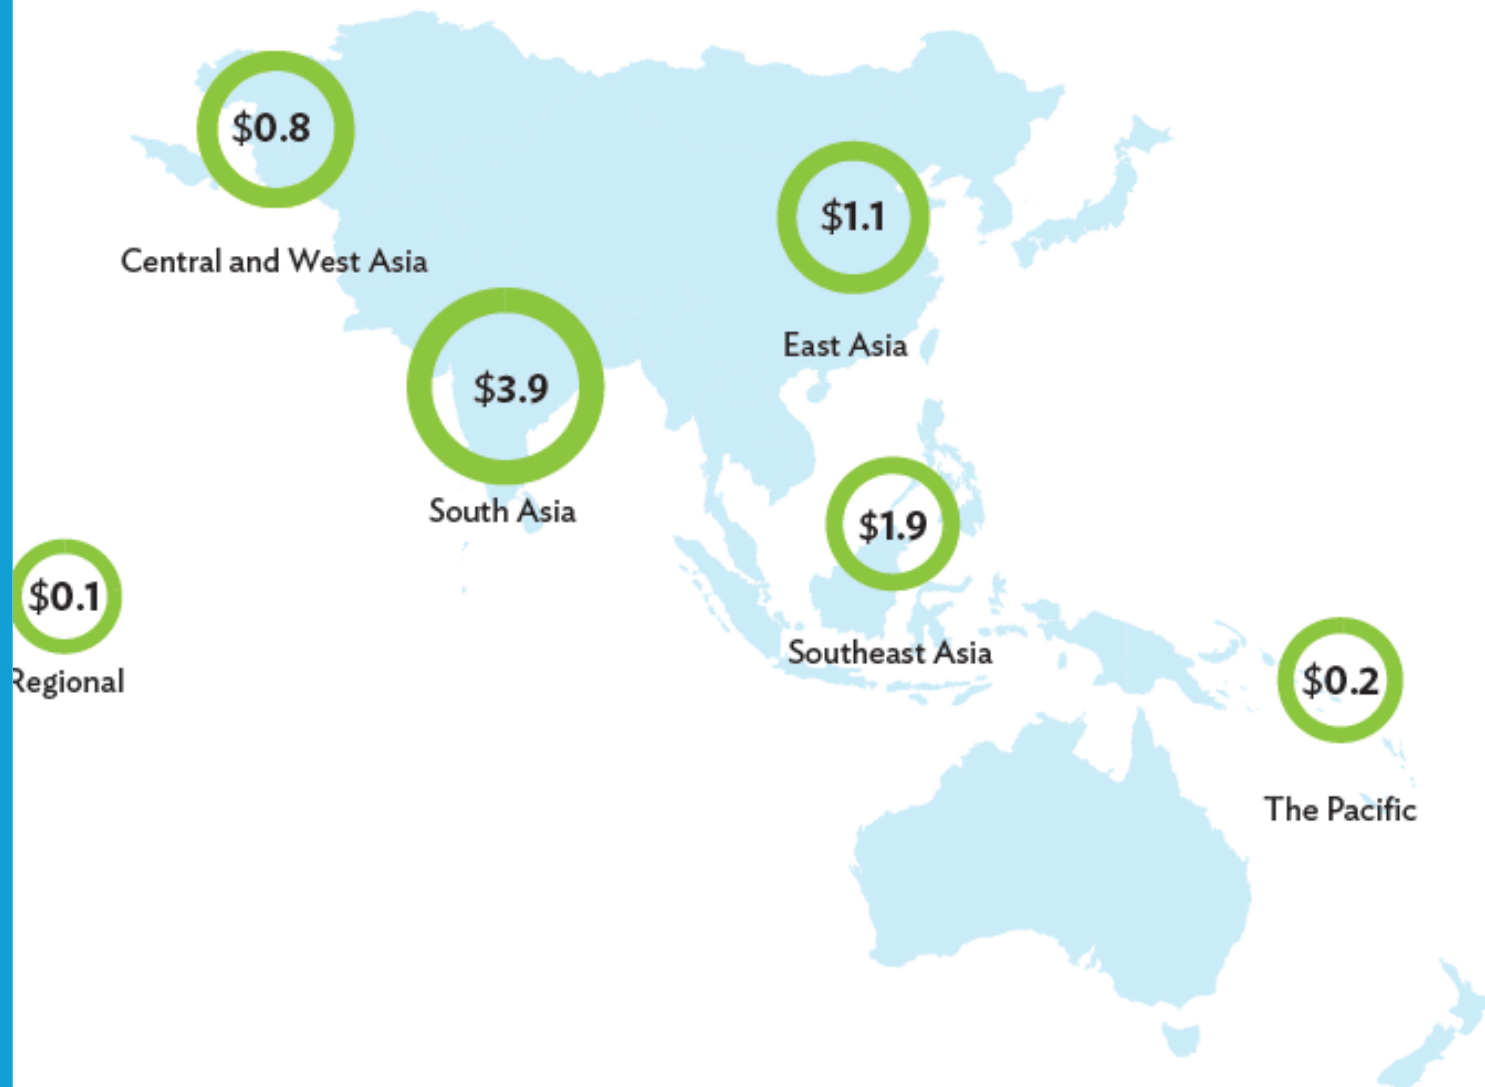 $0.8
Central and West Asia
$1.1
East Asia
$3.9
South Asia
$1.9
Southeast Asia
$0.1
Regional
$0.2
The Pacific